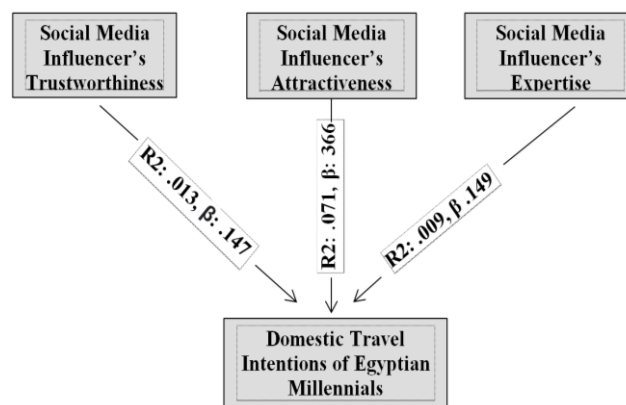 Social Media
Influencer's
Trustworthiness
Social Media
Influencer's
Attractiveness
Social Media
Influencer's
Expertise
R2: .013, β: .147
R2: .071, β: 366
R2: .009, β .149
Domestic Travel
Intentions of Egyptian
Millennials